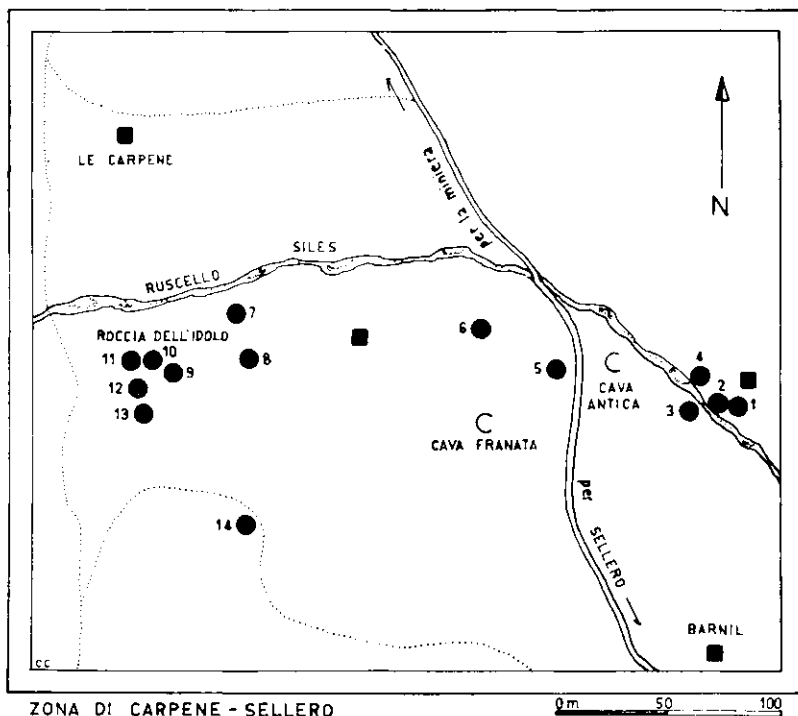 per la miniera
N
LE CARPENE
SILES
RUSCELLO
7
ROCCIA DELL'IDOLO
6
11
10
8
9
5
C
4
CAVA
ANTICA
12
2
1
13
3
C
CAVA FRANATA
per
SELLERO
14
BARNIL
CC
ZONA DI CARPENE - SELLERO
0 m 50 100